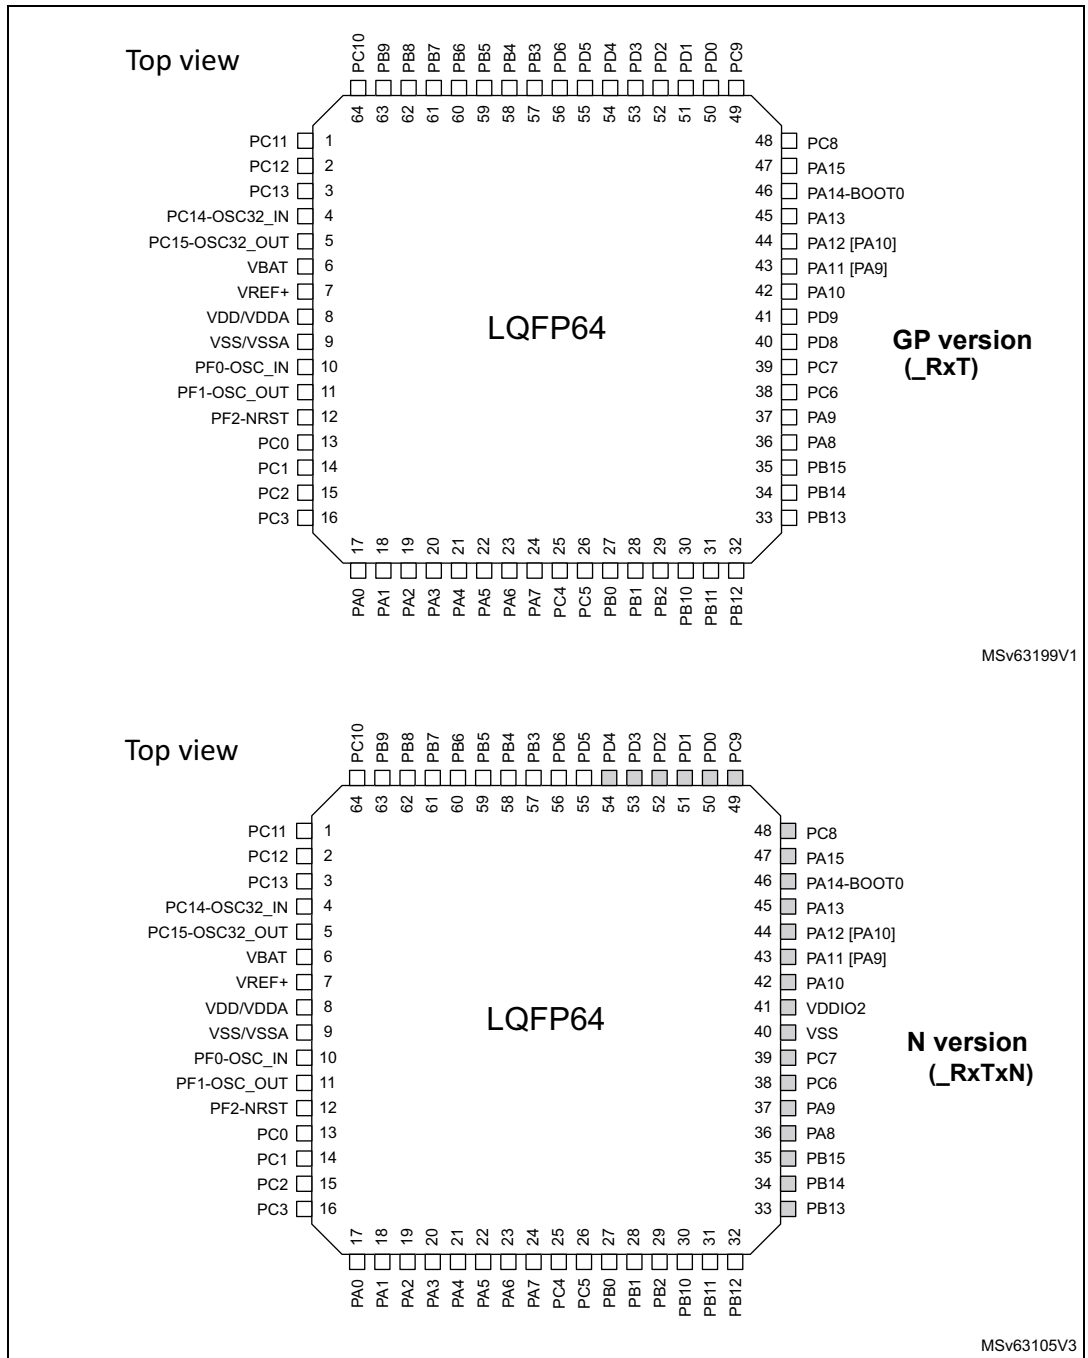 Top view
PC10 PB9 PB8 PB7 PB6 PB5 PB4 PB3 PD6 PD5 PD4 PD3 PD2 PD1 PD0 PC9
64 63 62 61 60 59 58 57 56 55 54 53 52 51 50 49
PC11 1 48 PC8
PC12 2 47 PA15
PC13 3 46 PA14-BOOT0
PC14-OSC32_IN 4 45 PA13
PC15-OSC32_OUT 5 44 PA12 [PA10]
VBAT 6 43 PA11 [PA9]
VREF+ 7 42 PA10
VDD/VDDA 8 41 PD9
VSS/VSSA 9 40 PD8
PF0-OSC_IN 10 39 PC7
PF1-OSC_OUT 11 38 PC6
PF2-NRST 12 37 PA9
PC0 13 36 PA8
PC1 14 35 PB15
PC2 15 34 PB14
PC3 16 33 PB13
LQFP64
GP version
(_RxT)
17 18 19 20 21 22 23 24 25 26 27 28 29 30 31 32
PA0 PA1 PA2 PA3 PA4 PA5 PA6 PA7 PC4 PC5 PB0 PB1 PB2 PB10 PB11 PB12
MSv63199V1
Top view
PC10 PB9 PB8 PB7 PB6 PB5 PB4 PB3 PD6 PD5 PD4 PD3 PD2 PD1 PD0 PC9
64 63 62 61 60 59 58 57 56 55 54 53 52 51 50 49
PC11 1 48 PC8
PC12 2 47 PA15
PC13 3 46 PA14-BOOT0
PC14-OSC32_IN 4 45 PA13
PC15-OSC32_OUT 5 44 PA12 [PA10]
VBAT 6 43 PA11 [PA9]
VREF+ 7 42 PA10
VDD/VDDA 8 41 VDDIO2
VSS/VSSA 9 40 VSS
PF0-OSC_IN 10 39 PC7
PF1-OSC_OUT 11 38 PC6
PF2-NRST 12 37 PA9
PC0 13 36 PA8
PC1 14 35 PB15
PC2 15 34 PB14
PC3 16 33 PB13
LQFP64
N version
(_RxTxN)
17 18 19 20 21 22 23 24 25 26 27 28 29 30 31 32
PA0 PA1 PA2 PA3 PA4 PA5 PA6 PA7 PC4 PC5 PB0 PB1 PB2 PB10 PB11 PB12
MSv63105V3